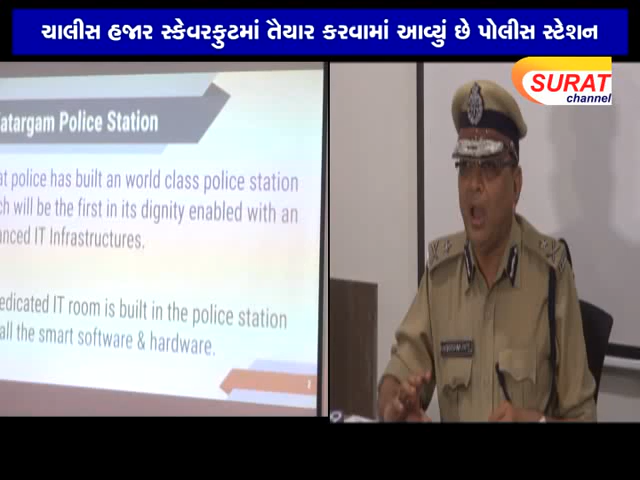 ચાલીસ હજાર સ્કેવરફુટમાં તૈયાર કરવામાં આવ્યું છે પોલીસ સ્ટેશન
SURAT
channel
atargam Police Station
at police has built an world class police station
ch will be the first in its dignity enabled with an
anced IT Infrastructures.
edicated IT room is built in the police station
all the smart software & hardware.